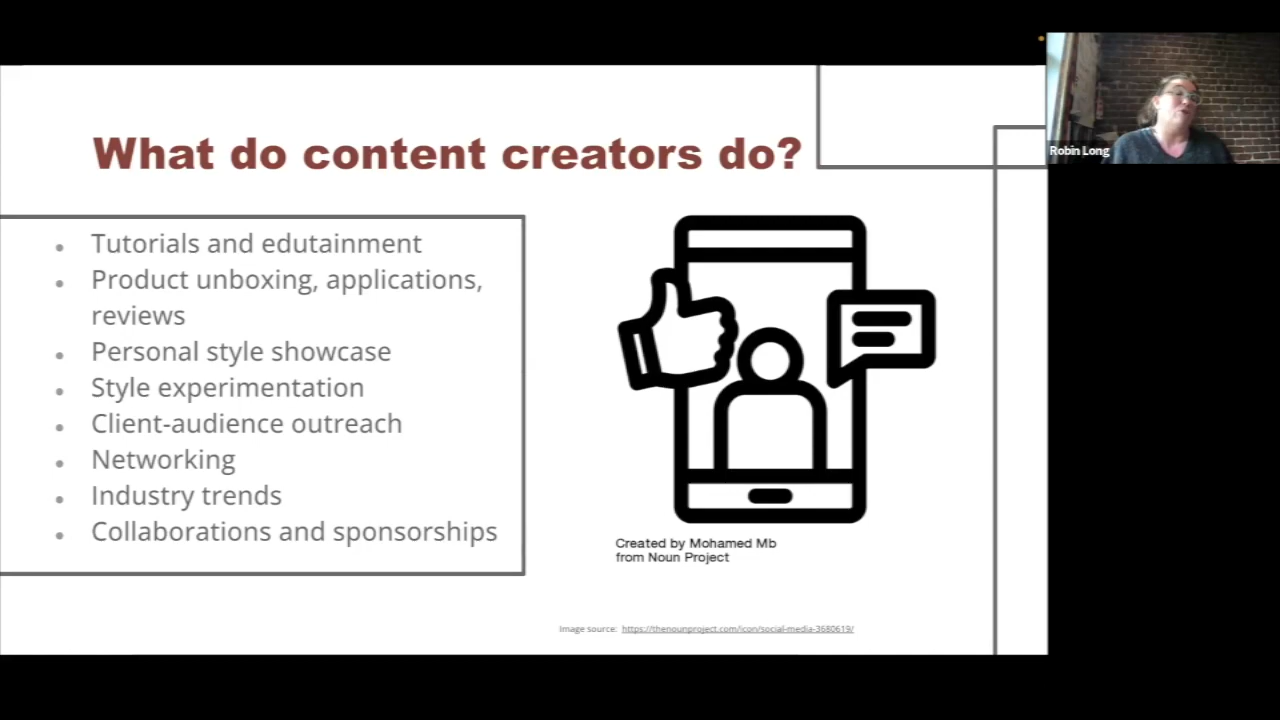 What do content creators do?
Robin Long
• Tutorials and edutainment
• Product unboxing, applications,
reviews
• Personal style showcase
• Style experimentation
• Client-audience outreach
• Networking
• Industry trends
• Collaborations and sponsorships
Created by Mohamed Mb
from Noun Project
Image source: https://thenounproject.com/icon/social-media-3680619/